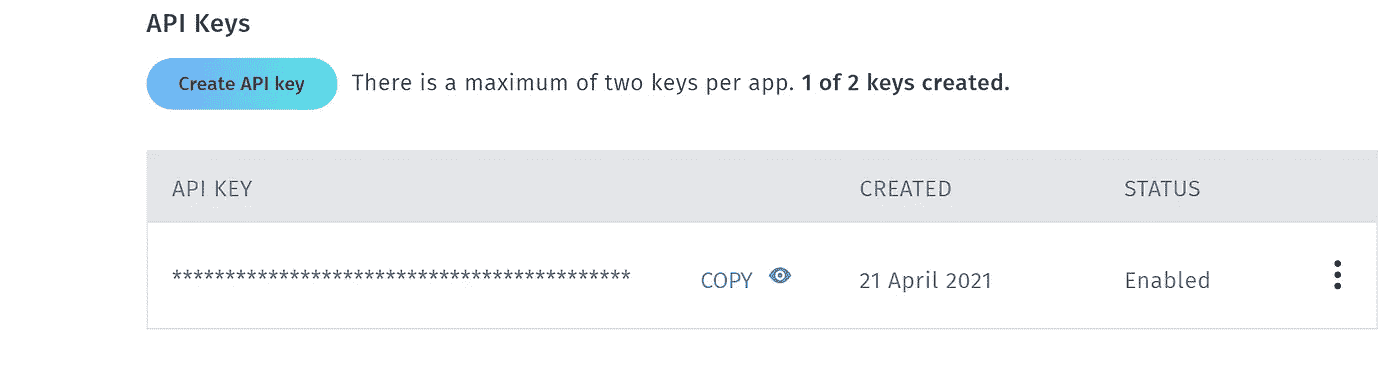 API Keys
Create API key There is a maximum of two keys per app. 1 of 2 keys created.
API KEY CREATED STATUS
******************************************* COPY 21 April 2021 Enabled